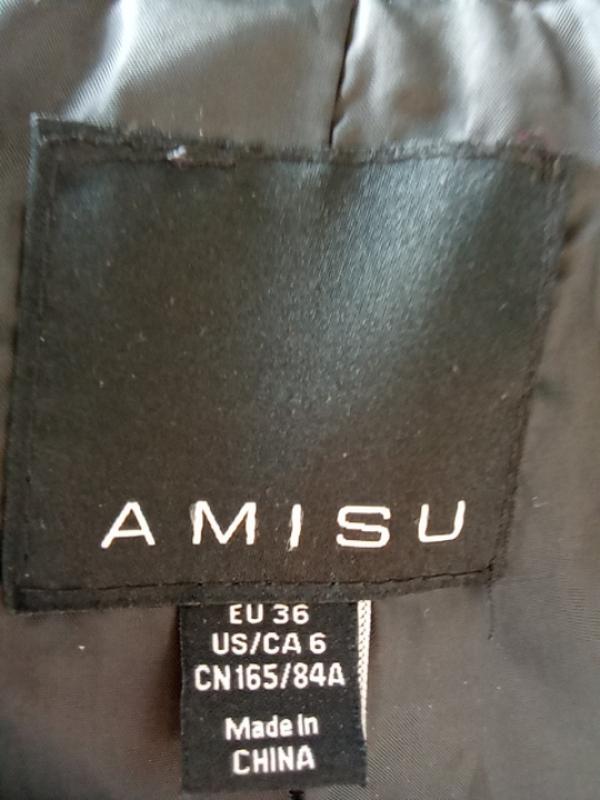 AMISU
EU 36
US/CA 6
CN165/84A
Made In
CHINA